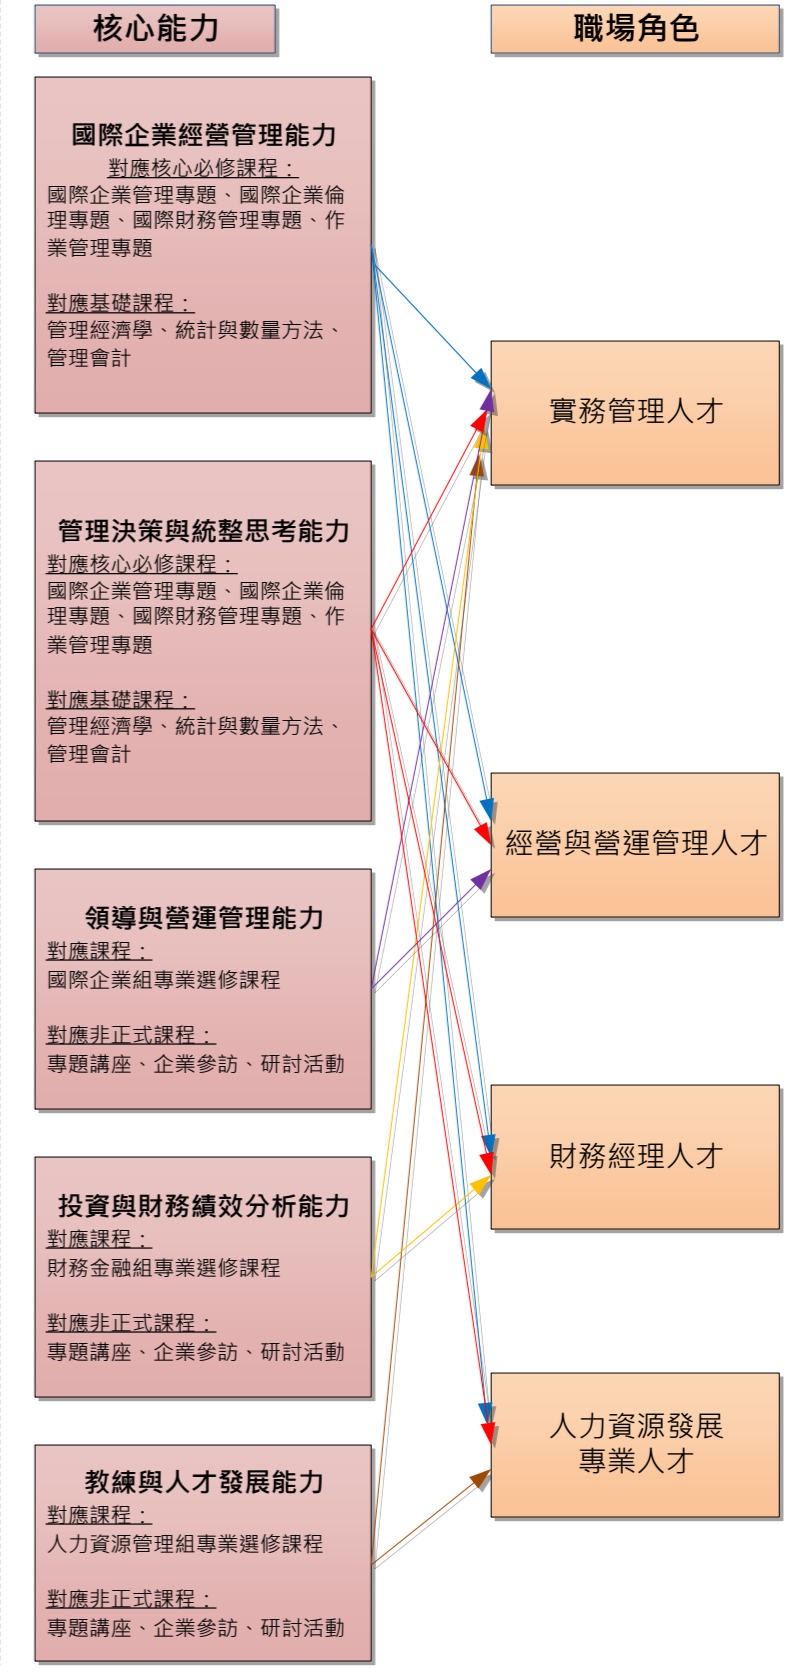 核心能力
職場角色
國際企業經營管理能力
對應核心必修課程：
國際企業管理專題、國際企業倫
理專題、國際財務管理專題、作
業管理專題
對應基礎課程：
管理經濟學、統計與數量方法、
管理會計
實務管理人才
管理決策與統整思考能力
對應核心必修課程：
國際企業管理專題、國際企業倫
理專題、國際財務管理專題、作
業管理專題
對應基礎課程：
管理經濟學、統計與數量方法、
管理會計
經營與營運管理人才
領導與營運管理能力
對應課程：
國際企業組專業選修課程
對應非正式課程：
專題講座、企業參訪、研討活動
財務經理人才
投資與財務績效分析能力
對應課程：
財務金融組專業選修課程
對應非正式課程：
專題講座、企業參訪、研討活動
人力資源發展
專業人才
教練與人才發展能力
對應課程：
人力資源管理組專業選修課程
對應非正式課程：
專題講座、企業參訪、研討活動